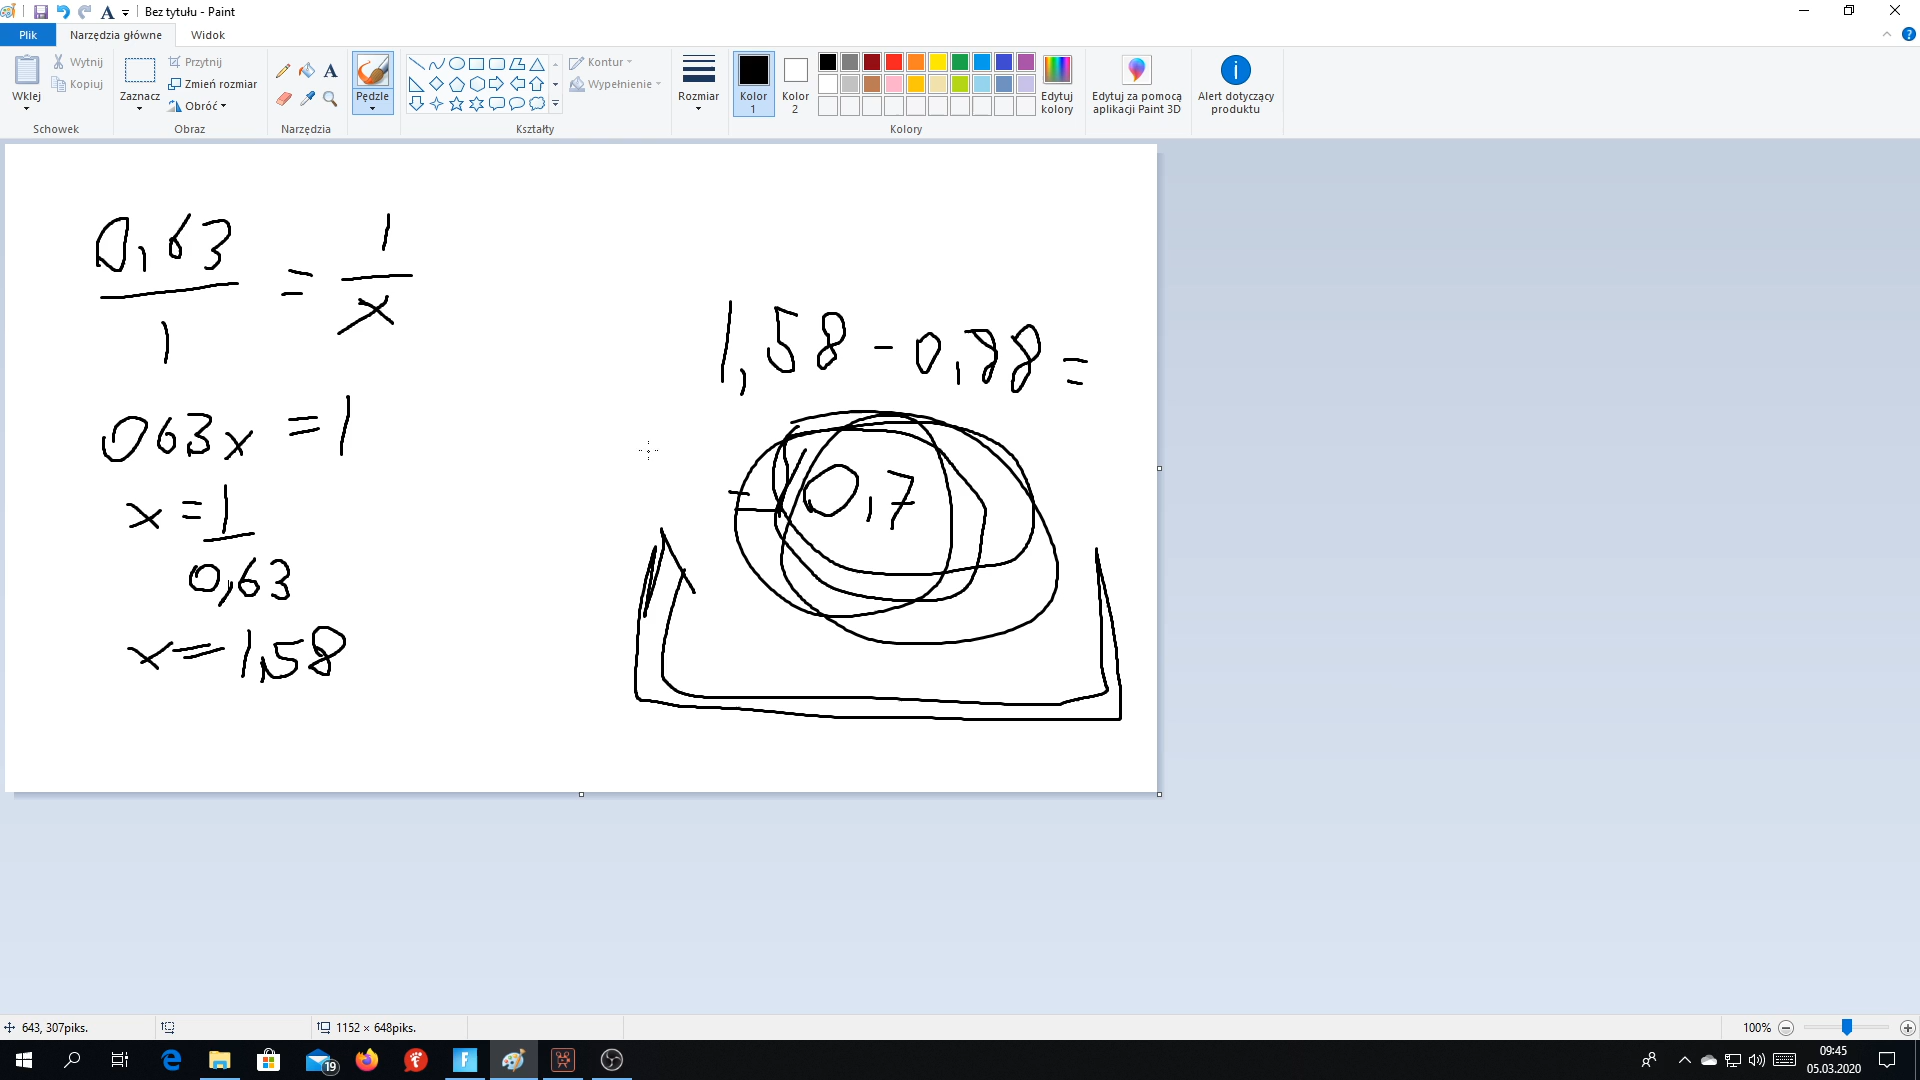 Bez tytułu - Paint
Plik Narzędzia główne Widok
Wklej
Wytnij
Kopiuj
Schowek
Zaznacz
Przytnij
Zmień rozmiar
Obróć
Obraz
Narzędzia
Pędzle
Kontur
Wypełnienie
Kształty
Rozmiar
Kolor 1
Kolor 2
Edytuj kolory
Kolory
Edytuj za pomocą aplikacji Paint 3D
Alert dotyczący produktu
0,63 = 1
1 x
063x = 1
x = 1
0,63
x = 1,58
1,58 - 0,88 =
= 0,7
643, 307piks.
1152 × 648piks.
100%
19
09:45
05.03.2020